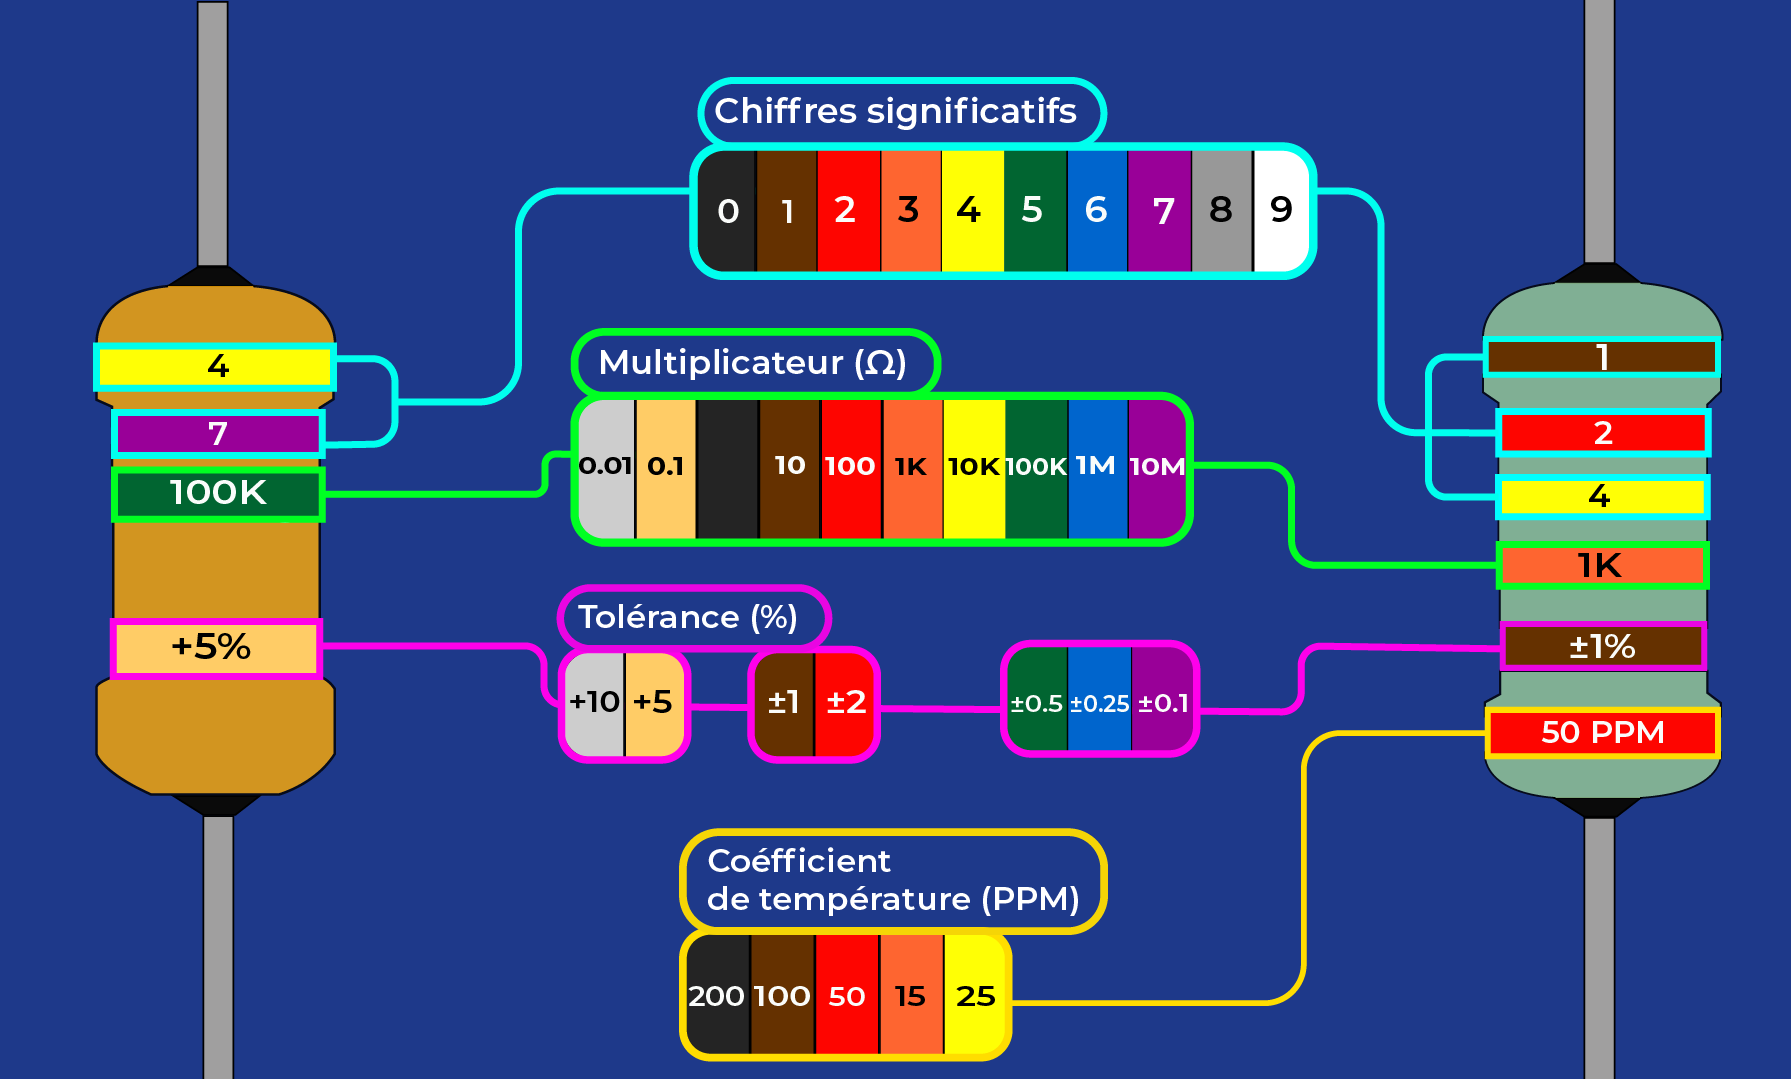 Chiffres significatifs
0 1 2 3 4 5 6 7 8 9
Multiplicateur (Ω)
0.01 0.1 10 100 1K 10K 100K 1M 10M
Tolérance (%)
+10 +5 ±1 ±2 ±0.5 ±0.25 ±0.1
Coéfficient
de température (PPM)
200 100 50 15 25
4
7
100K
+5%
1
2
4
1K
±1%
50 PPM